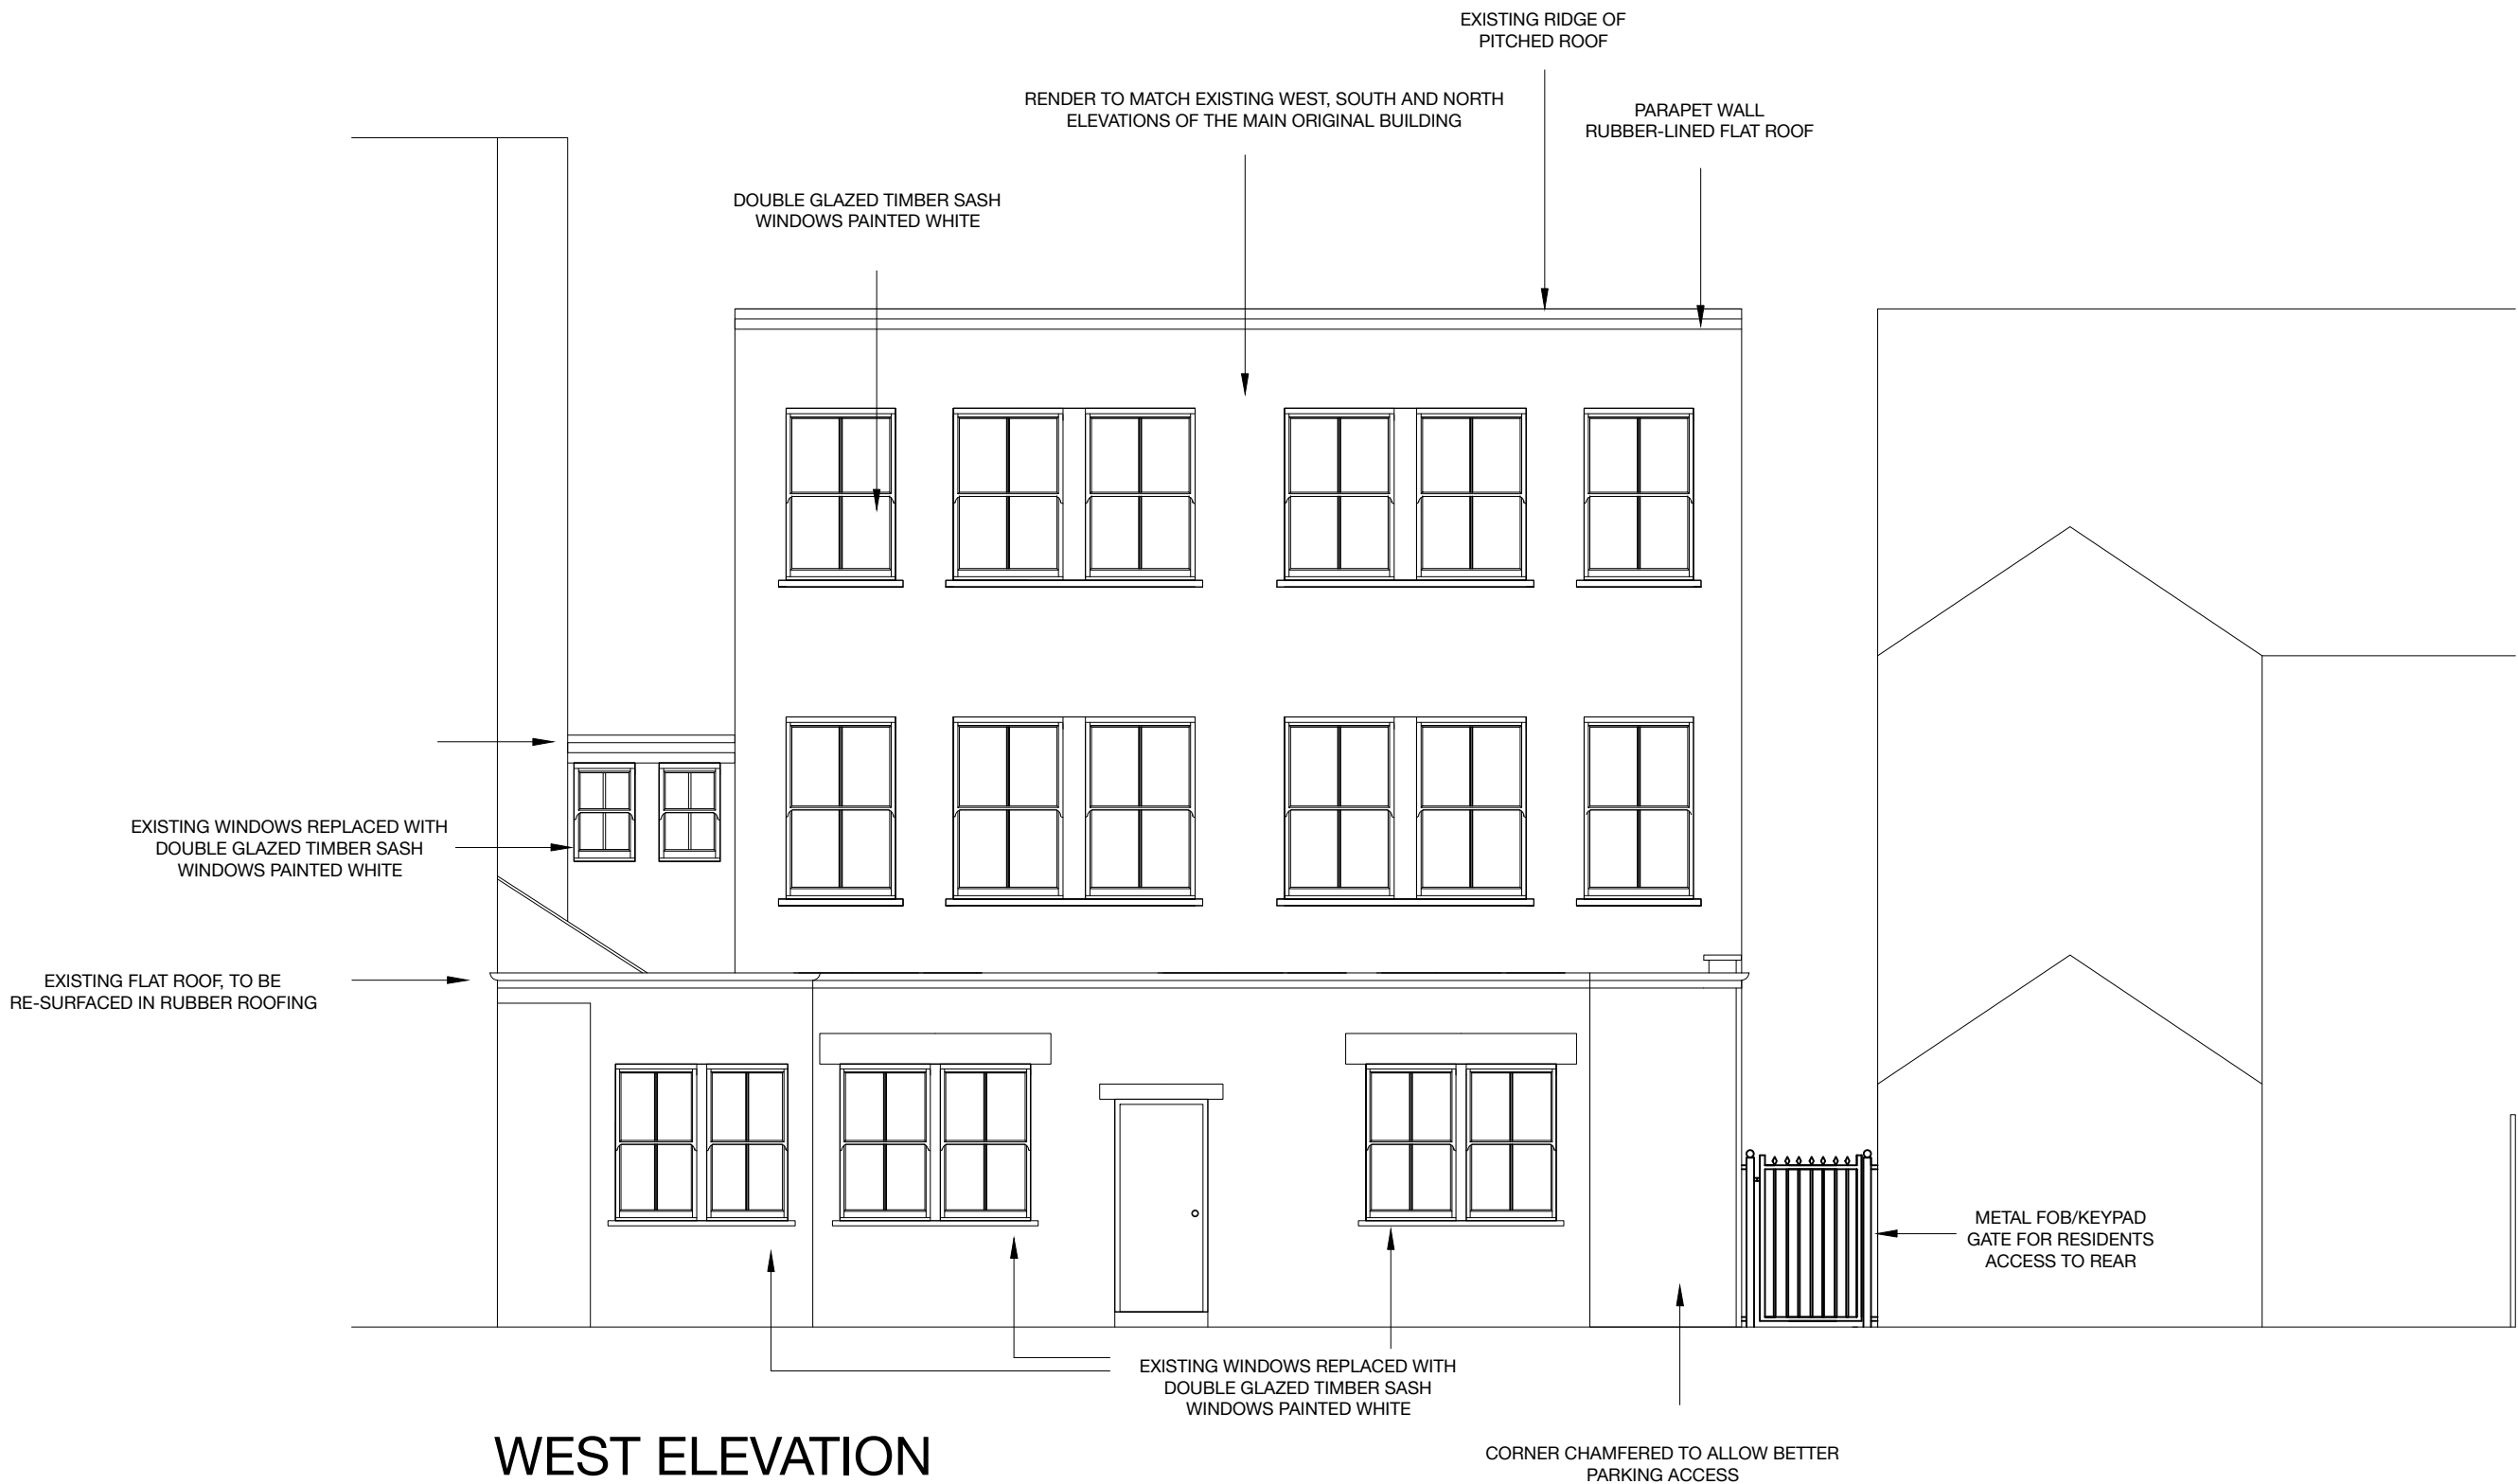 EXISTING RIDGE OF
PITCHED ROOF
RENDER TO MATCH EXISTING WEST, SOUTH AND NORTH
ELEVATIONS OF THE MAIN ORIGINAL BUILDING
PARAPET WALL
RUBBER-LINED FLAT ROOF
DOUBLE GLAZED TIMBER SASH
WINDOWS PAINTED WHITE
EXISTING WINDOWS REPLACED WITH
DOUBLE GLAZED TIMBER SASH
WINDOWS PAINTED WHITE
EXISTING FLAT ROOF, TO BE
RE-SURFACED IN RUBBER ROOFING
METAL FOB/KEYPAD
GATE FOR RESIDENTS
ACCESS TO REAR
EXISTING WINDOWS REPLACED WITH
DOUBLE GLAZED TIMBER SASH
WINDOWS PAINTED WHITE
WEST ELEVATION
CORNER CHAMFERED TO ALLOW BETTER
PARKING ACCESS